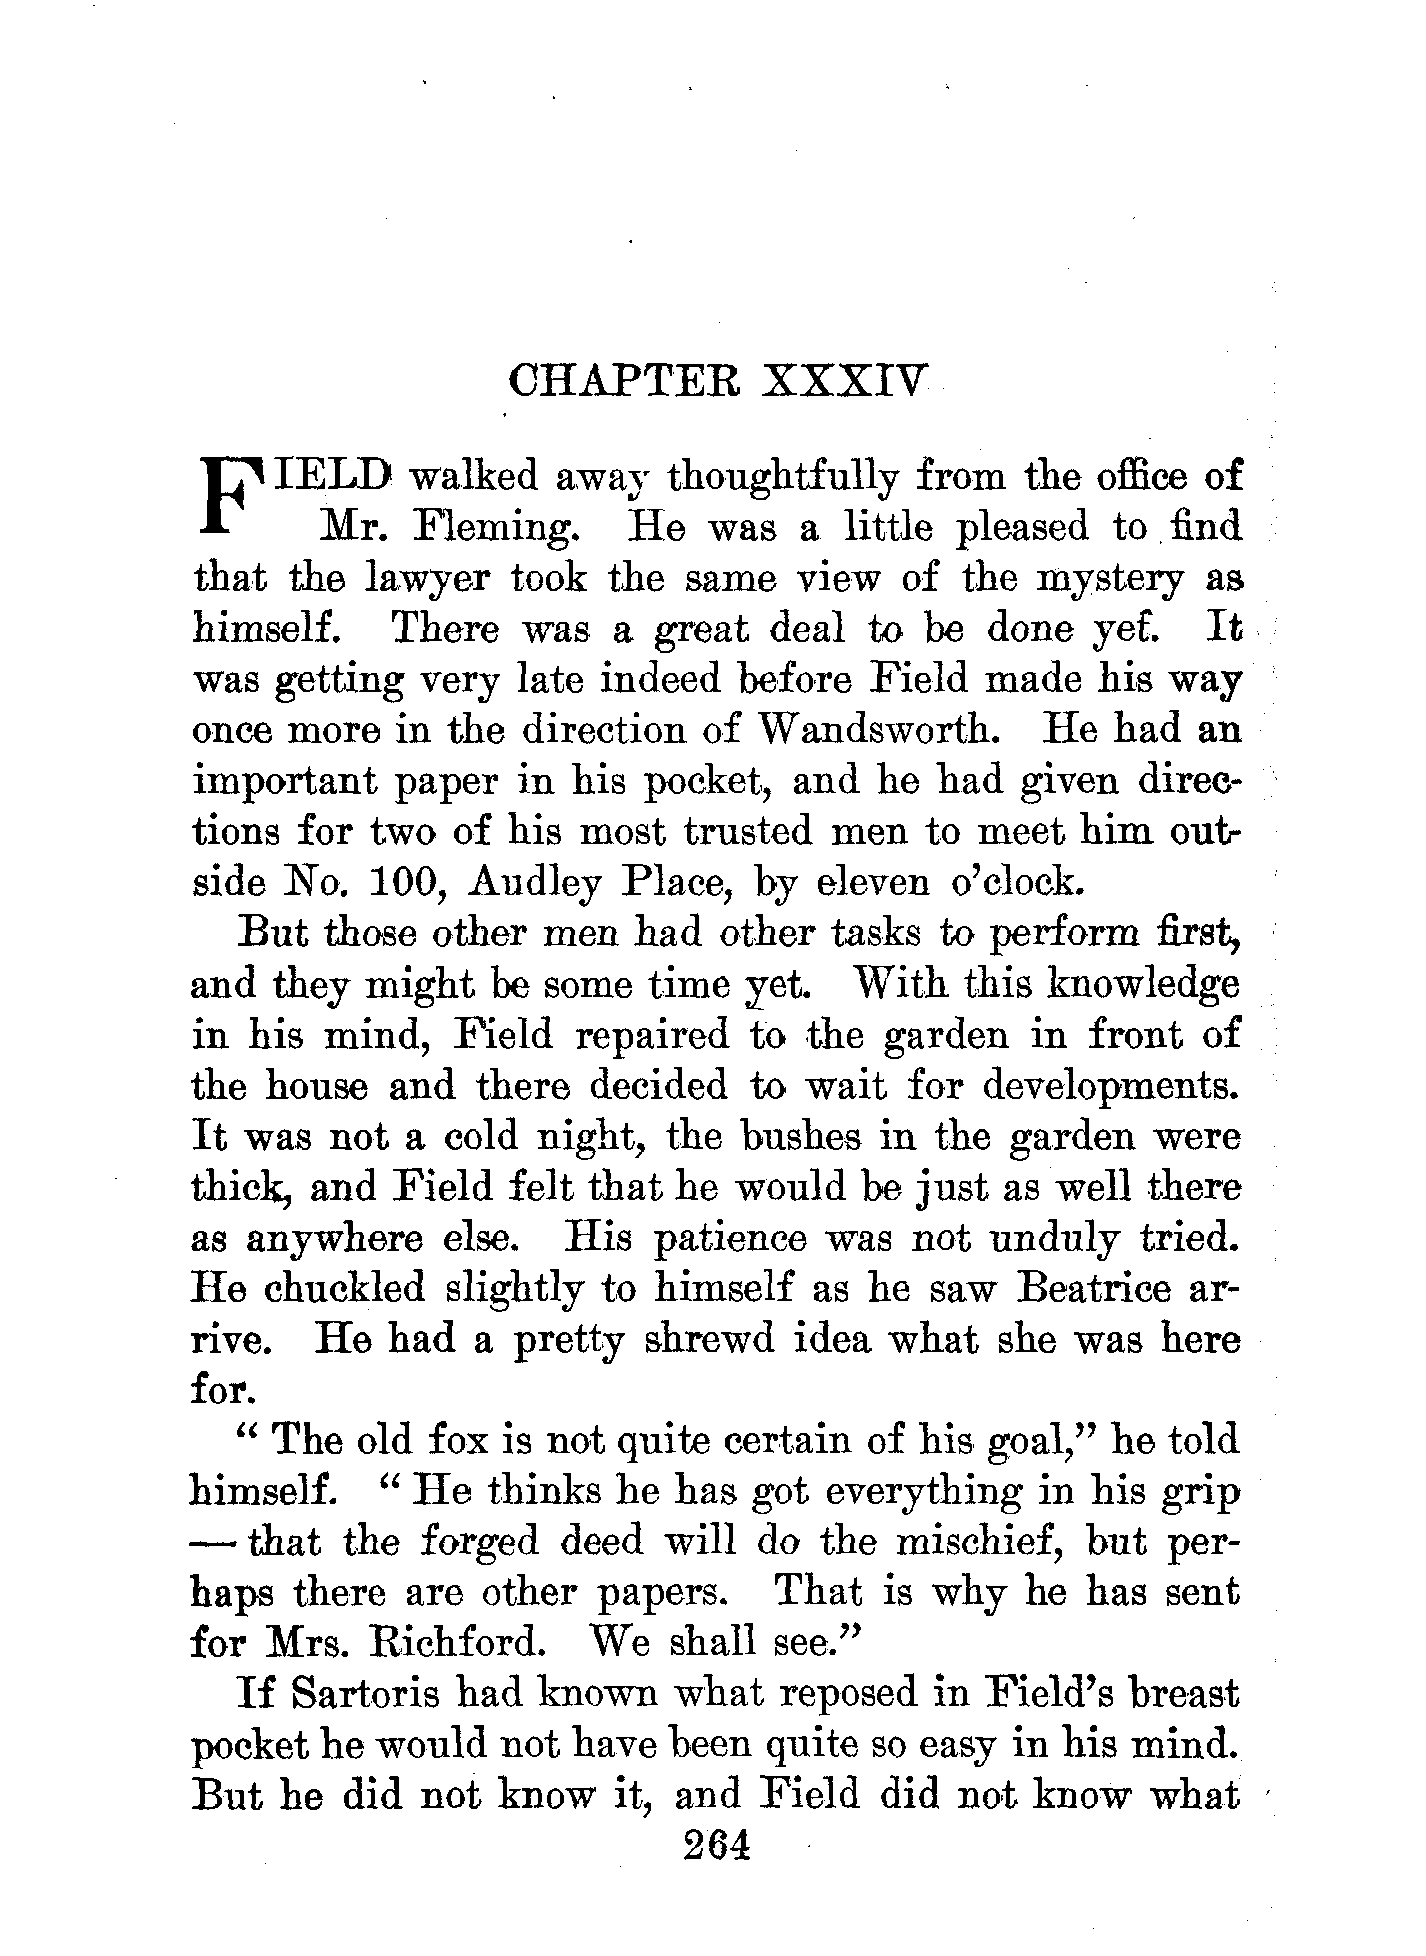 CHAPTER XXXIV
FIELD walked away thoughtfully from the office of
Mr. Fleming. He was a little pleased to find
that the lawyer took the same view of the mystery as
himself. There was a great deal to be done yet. It
was getting very late indeed before Field made his way
once more in the direction of Wandsworth. He had an
important paper in his pocket, and he had given direc-
tions for two of his most trusted men to meet him out-
side No. 100, Audley Place, by eleven o'clock.
But those other men had other tasks to perform first,
and they might be some time yet. With this knowledge
in his mind, Field repaired to the garden in front of
the house and there decided to wait for developments.
It was not a cold night, the bushes in the garden were
thick, and Field felt that he would be just as well there
as anywhere else. His patience was not unduly tried.
He chuckled slightly to himself as he saw Beatrice ar-
rive. He had a pretty shrewd idea what she was here
for.
" The old fox is not quite certain of his goal," he told
himself. " He thinks he has got everything in his grip
— that the forged deed will do the mischief, but per-
haps there are other papers. That is why he has sent
for Mrs. Richford. We shall see."
If Sartoris had known what reposed in Field's breast
pocket he would not have been quite so easy in his mind.
But he did not know it, and Field did not know what
264